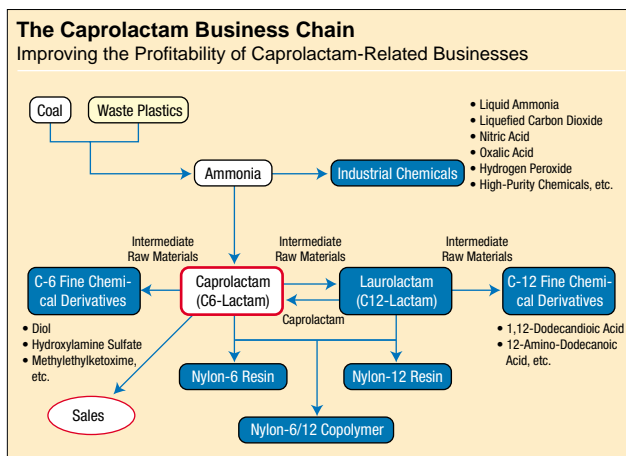 The Caprolactam Business Chain
Improving the Profitability of Caprolactam-Related Businesses
Coal
Waste Plastics
Ammonia
Industrial Chemicals
• Liquid Ammonia
• Liquefied Carbon Dioxide
• Nitric Acid
• Oxalic Acid
• Hydrogen Peroxide
• High-Purity Chemicals, etc.
Intermediate
Raw Materials
Intermediate
Raw Materials
Intermediate
Raw Materials
C-6 Fine Chemi-
cal Derivatives
Caprolactam
(C6-Lactam)
Laurolactam
(C12-Lactam)
C-12 Fine Chemi-
cal Derivatives
Caprolactam
• Diol
• Hydroxylamine Sulfate
• Methylethylketoxime,
etc.
• 1,12-Dodecandioic Acid
• 12-Amino-Dodecanoic
Acid, etc.
Nylon-6 Resin
Nylon-12 Resin
Sales
Nylon-6/12 Copolymer